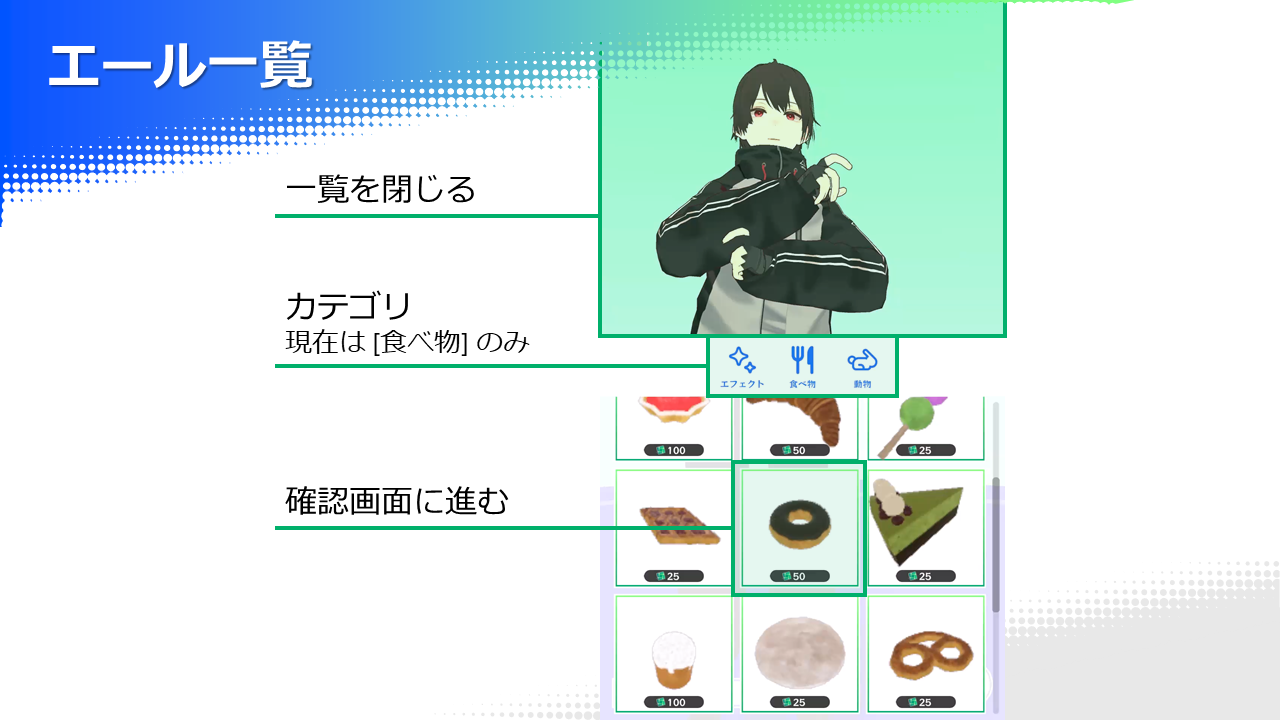 エール一覧
一覧を閉じる
カテゴリ
現在は [食べ物] のみ
エフェクト 食べ物 動物
100 50 25
確認画面に進む
25 50 25
100 25 25